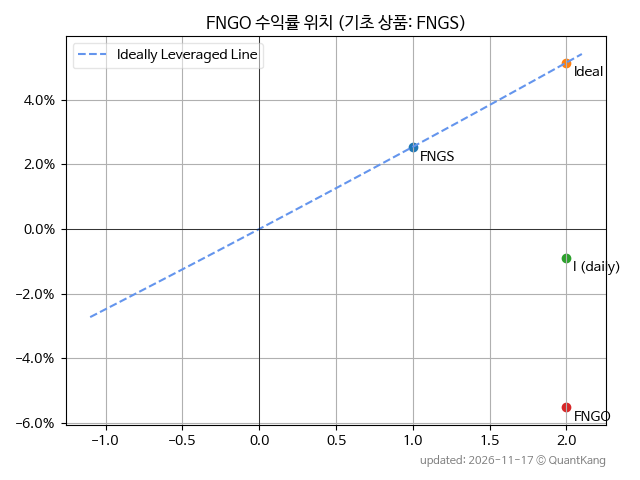 FNGO 수익률 위치 (기초 상품: FNGS)
Ideally Leveraged Line
Ideal
4.0%
2.0%
FNGS
0.0%
I (daily)
−2.0%
−4.0%
FNGO
−6.0%
−1.0
−0.5
0.0
0.5
1.0
1.5
2.0
updated: 2026-11-17 © QuantKang